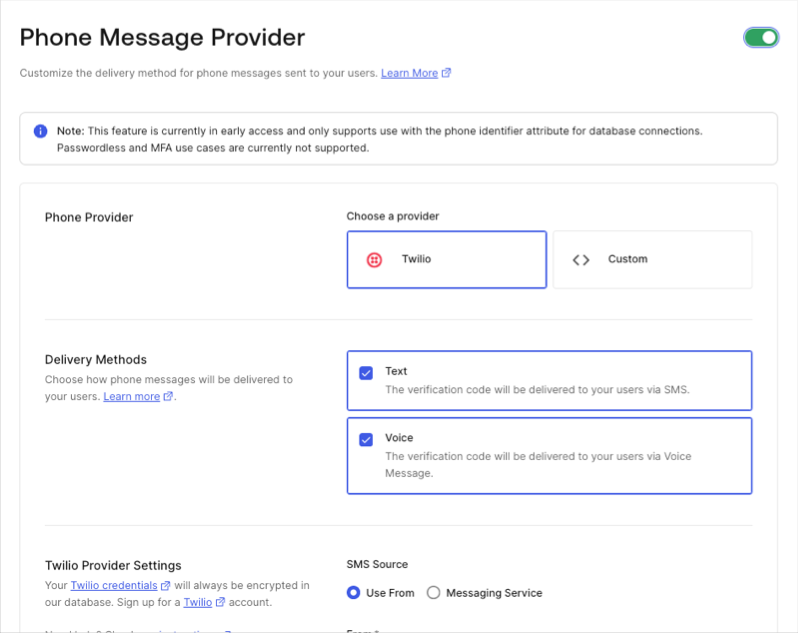 Phone Message Provider
Customize the delivery method for phone messages sent to your users. Learn More
Note: This feature is currently in early access and only supports use with the phone identifier attribute for database connections.
Passwordless and MFA use cases are currently not supported.
Phone Provider
Choose a provider
Twilio
Custom
Delivery Methods
Choose how phone messages will be delivered to
your users. Learn more.
Text
The verification code will be delivered to your users via SMS.
Voice
The verification code will be delivered to your users via Voice
Message.
Twilio Provider Settings
Your Twilio credentials will always be encrypted in
our database. Sign up for a Twilio account.
SMS Source
Use From
Messaging Service